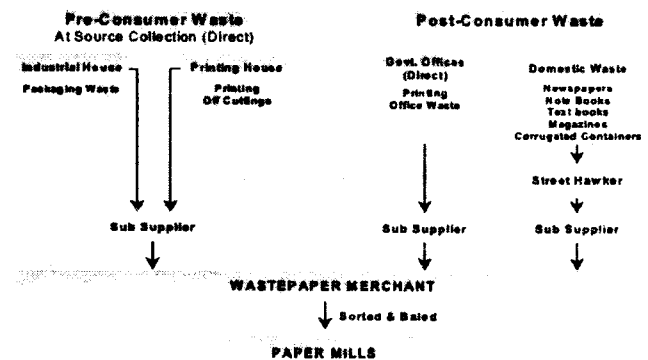 Pre-Consumer Waste
At Source Collection (Direct)
Industrial House
Packaging Waste
Printing House
Printing
Off Cuttings
Sub Supplier
Post-Consumer Waste
Govt. Offices
(Direct)
Printing
Office Waste
Sub Supplier
Domestic Waste
Newspapers
Note Books
Text books
Magazines
Corrugated Containers
Street Hawker
Sub Supplier
WASTEPAPER MERCHANT
Sorted & Baled
PAPER MILLS